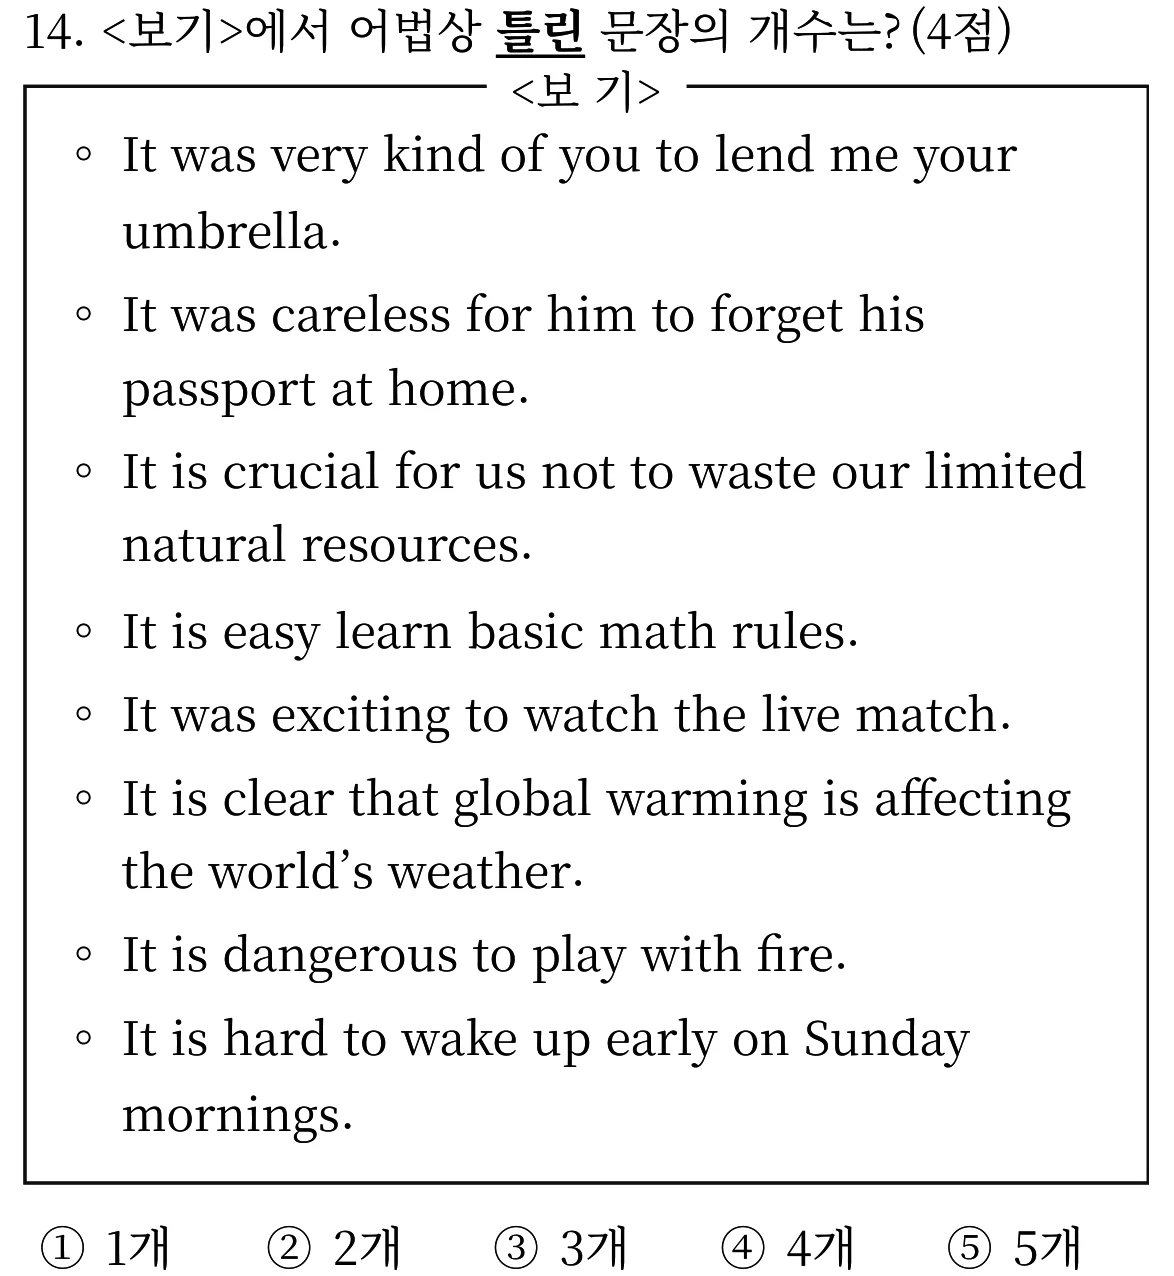 14. <보기>에서 어법상 틀린 문장의 개수는? (4점)
<보 기>
◦ It was very kind of you to lend me your
umbrella.
◦ It was careless for him to forget his
passport at home.
◦ It is crucial for us not to waste our limited
natural resources.
◦ It is easy learn basic math rules.
◦ It was exciting to watch the live match.
◦ It is clear that global warming is affecting
the world’s weather.
◦ It is dangerous to play with fire.
◦ It is hard to wake up early on Sunday
mornings.
① 1개 ② 2개 ③ 3개 ④ 4개 ⑤ 5개